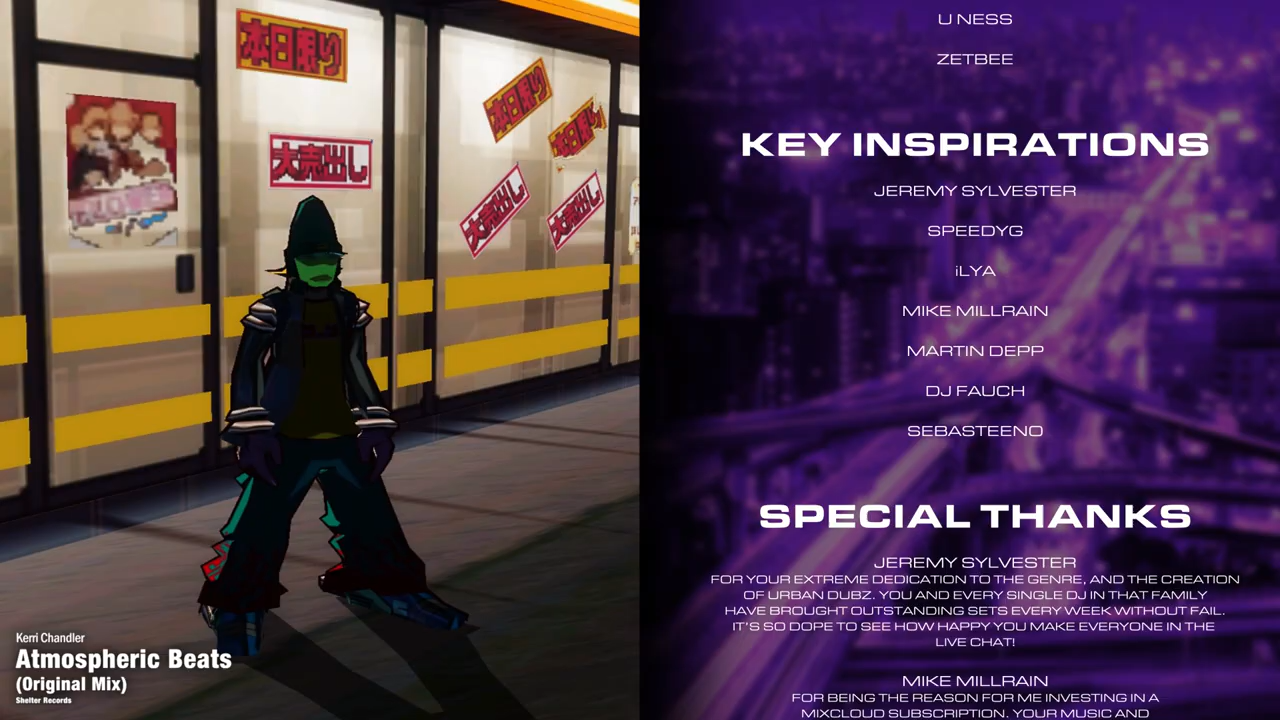 本日限り
大売出し
本日限り
本日限り
大売出し
大売出し
Kerri Chandler
Atmospheric Beats
(Original Mix)
Shelter Records
U NESS
ZETBEE
KEY INSPIRATIONS
JEREMY SYLVESTER
SPEEDYG
iLYA
MIKE MILLRAIN
MARTIN DEPP
DJ FAUCH
SEBASTEENO
SPECIAL THANKS
JEREMY SYLVESTER
FOR YOUR EXTREME DEDICATION TO THE GENRE, AND THE CREATION
OF URBAN DUBZ. YOU AND EVERY SINGLE DJ IN THAT FAMILY
HAVE BROUGHT OUTSTANDING SETS EVERY WEEK WITHOUT FAIL.
IT'S SO DOPE TO SEE HOW HAPPY YOU MAKE EVERYONE IN THE
LIVE CHAT!
MIKE MILLRAIN
FOR BEING THE REASON FOR ME INVESTING IN A
MIXCLOUD SUBSCRIPTION. YOUR MUSIC AND